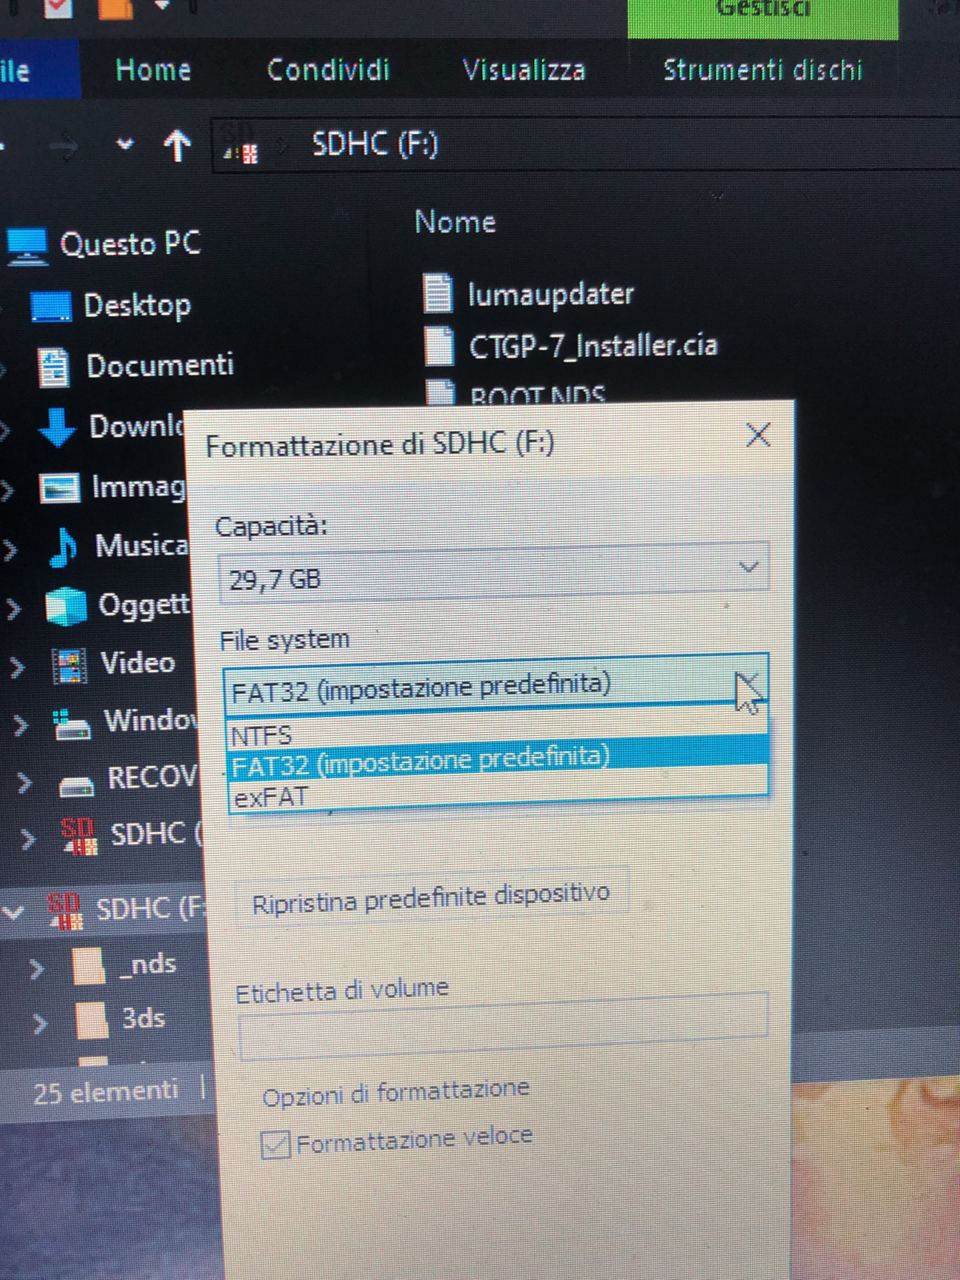 Gestisci
ile
Home
Condividi
Visualizza
Strumenti dischi
SDHC (F:)
Nome
Questo PC
Desktop
Documenti
Downlo
Immag
Musica
Oggett
Video
Windov
RECOV
SDHC (
SDHC (F:
_nds
3ds
25 elementi
lumaupdater
CTGP-7_Installer.cia
BOOT.NDS
Formattazione di SDHC (F:)
Capacità:
29,7 GB
File system
FAT32 (impostazione predefinita)
NTFS
FAT32 (impostazione predefinita)
exFAT
Ripristina predefinite dispositivo
Etichetta di volume
Opzioni di formattazione
Formattazione veloce